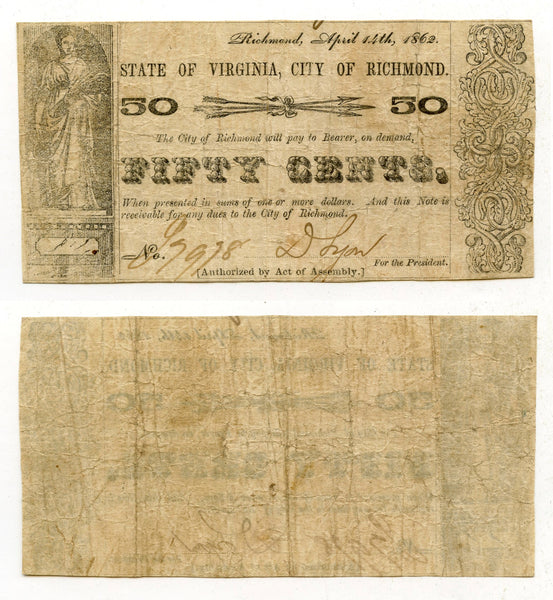 Richmond, April 14th, 1862.
STATE OF VIRGINIA, CITY OF RICHMOND.
50 50
The City of Richmond will pay to Bearer, on demand,
FIFTY CENTS,
When presented in sums of one or more dollars. And this Note is
receivable for any dues to the City of Richmond.
No. 67978 D Lyon For the President.
[Authorized by Act of Assembly.]